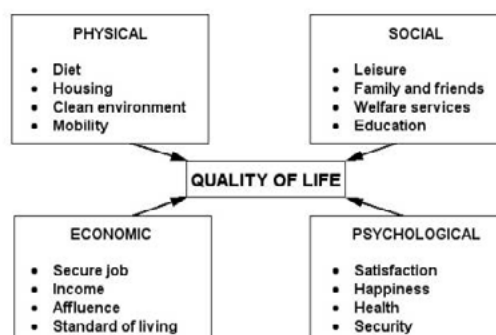 PHYSICAL
• Diet
• Housing
• Clean environment
• Mobility
SOCIAL
• Leisure
• Family and friends
• Welfare services
• Education
QUALITY OF LIFE
ECONOMIC
• Secure job
• Income
• Affluence
• Standard of living
PSYCHOLOGICAL
• Satisfaction
• Happiness
• Health
• Security